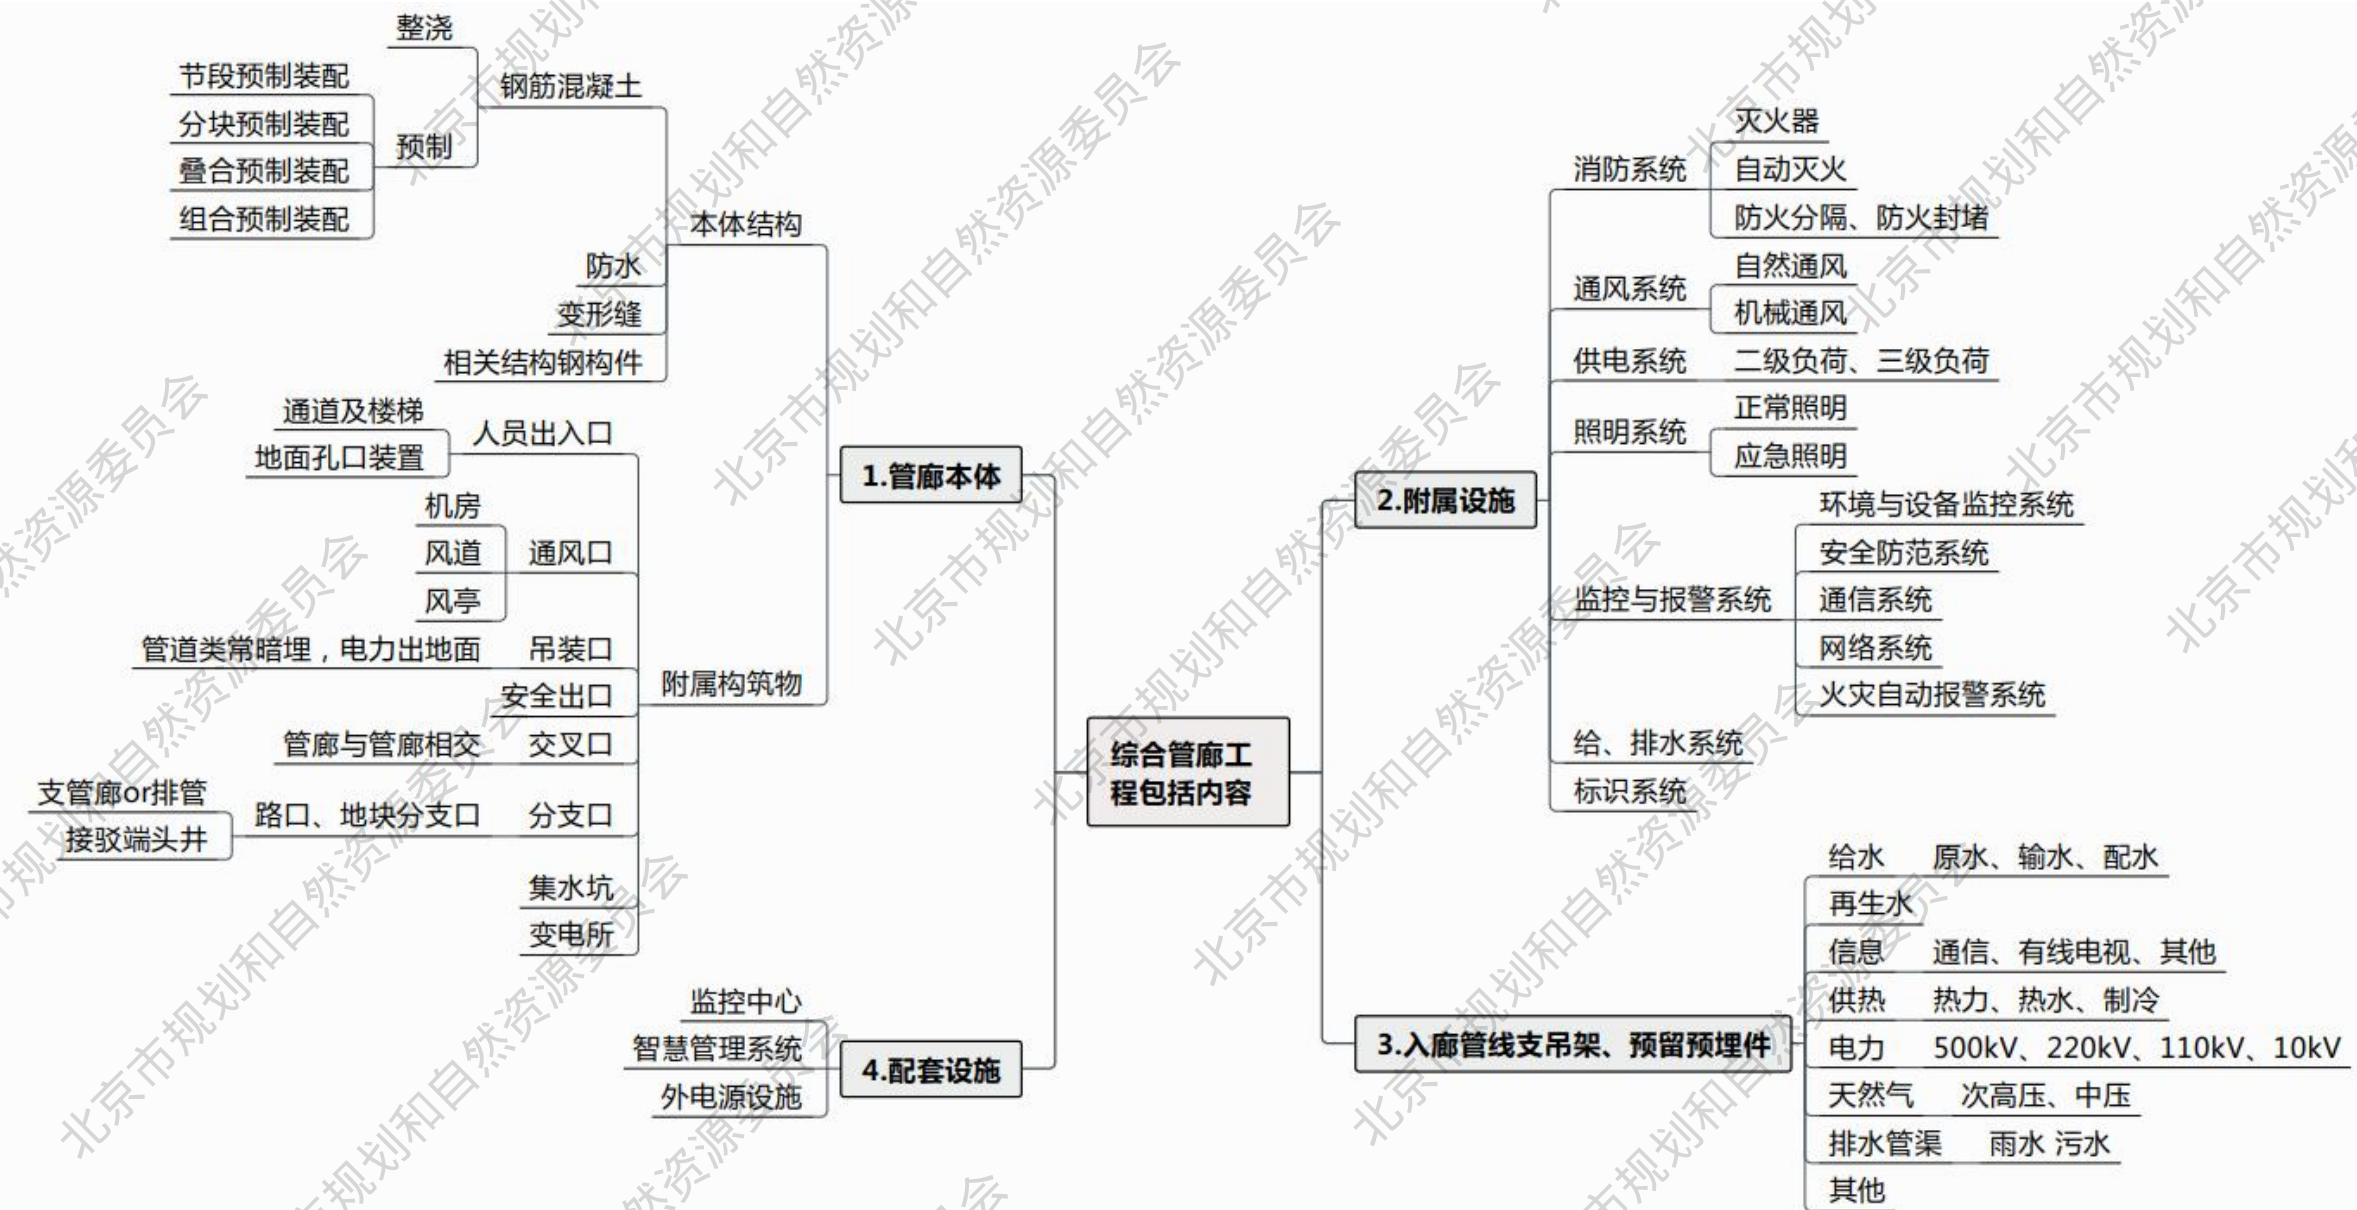 综合管廊工
程包括内容
1.管廊本体
本体结构
钢筋混凝土
整浇
预制
节段预制装配
分块预制装配
叠合预制装配
组合预制装配
防水
变形缝
相关结构钢构件
附属构筑物
人员出入口
通道及楼梯
地面孔口装置
通风口
机房
风道
风亭
吊装口
管道类常暗埋，电力出地面
安全出口
交叉口
管廊与管廊相交
分支口
路口、地块分支口
支管廊or排管
接驳端头井
集水坑
变电所
2.附属设施
消防系统
灭火器
自动灭火
防火分隔、防火封堵
通风系统
自然通风
机械通风
供电系统
二级负荷、三级负荷
照明系统
正常照明
应急照明
监控与报警系统
环境与设备监控系统
安全防范系统
通信系统
网络系统
火灾自动报警系统
给、排水系统
标识系统
3.入廊管线支吊架、预留预埋件
给水 原水、输水、配水
再生水
信息 通信、有线电视、其他
供热 热力、热水、制冷
电力 500kV、220kV、110kV、10kV
天然气 次高压、中压
排水管渠 雨水 污水
其他
4.配套设施
监控中心
智慧管理系统
外电源设施
北京市规划和自然资源委员会